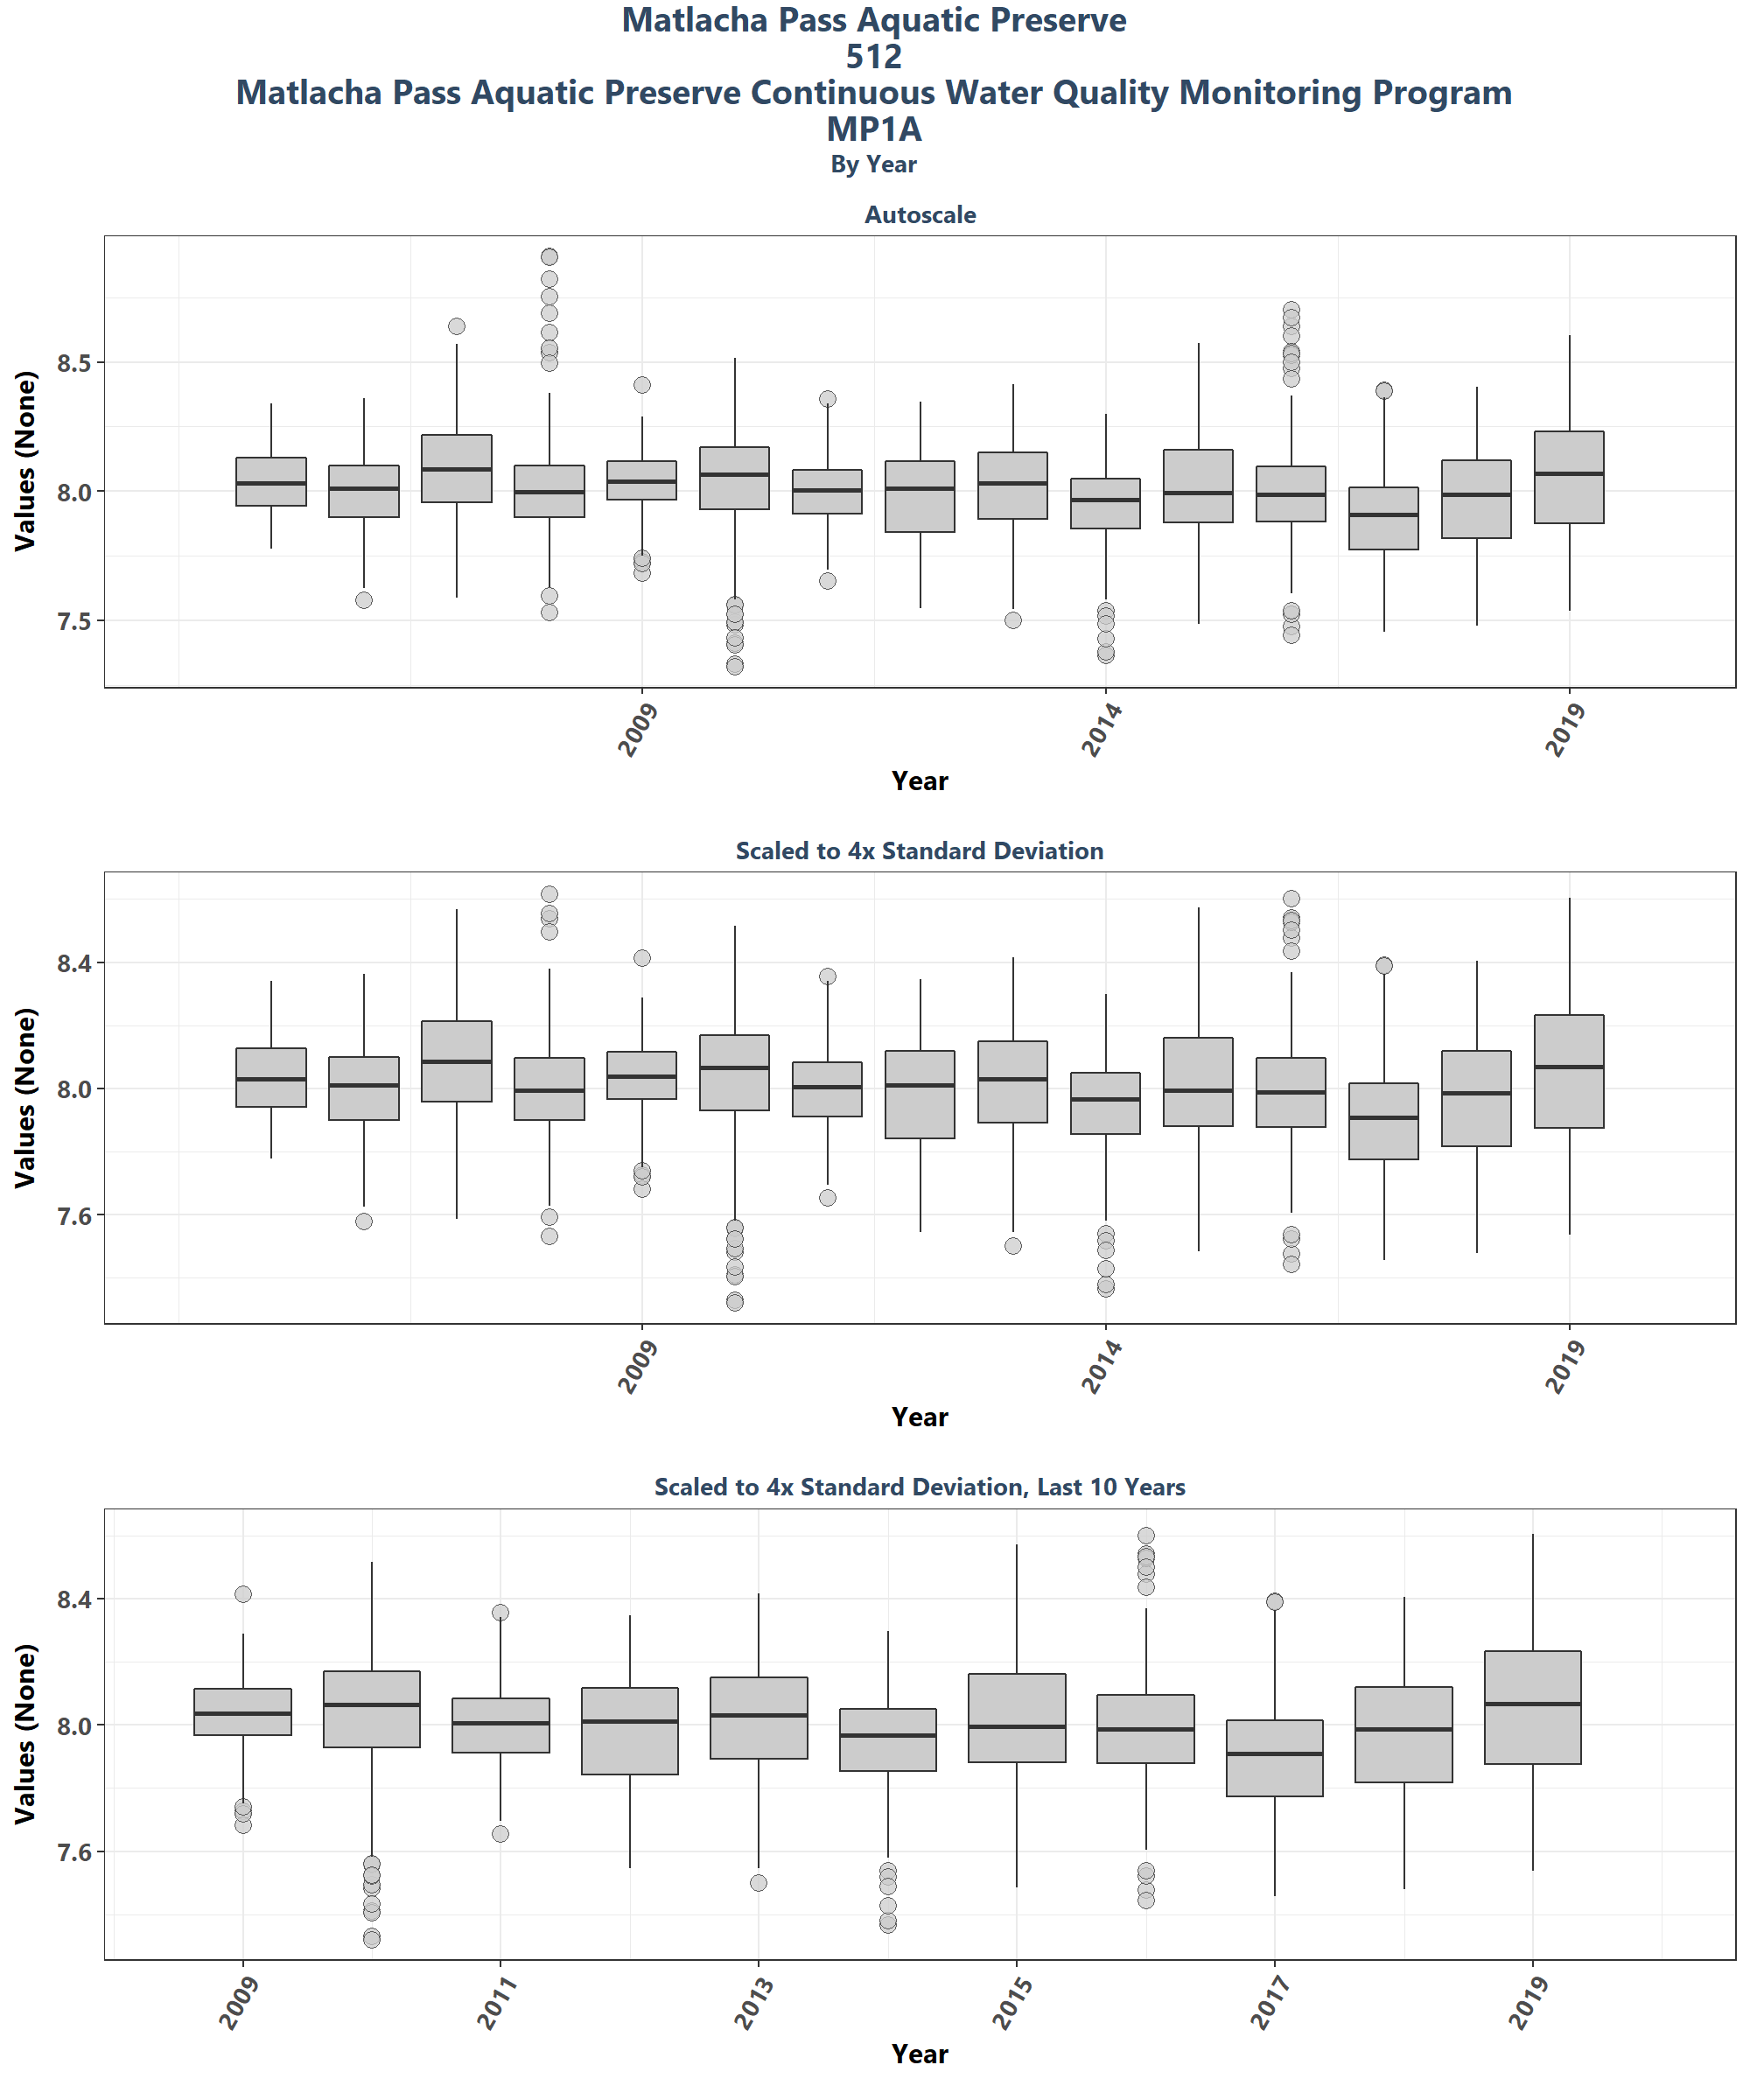 Matlacha Pass Aquatic Preserve
512
Matlacha Pass Aquatic Preserve Continuous Water Quality Monitoring Program
MP1A
By Year
Autoscale
Values (None)
8.5
8.0
7.5
2009 2014 2019
Year
Scaled to 4x Standard Deviation
Values (None)
8.4
8.0
7.6
2009 2014 2019
Year
Scaled to 4x Standard Deviation, Last 10 Years
Values (None)
8.4
8.0
7.6
2009 2011 2013 2015 2017 2019
Year